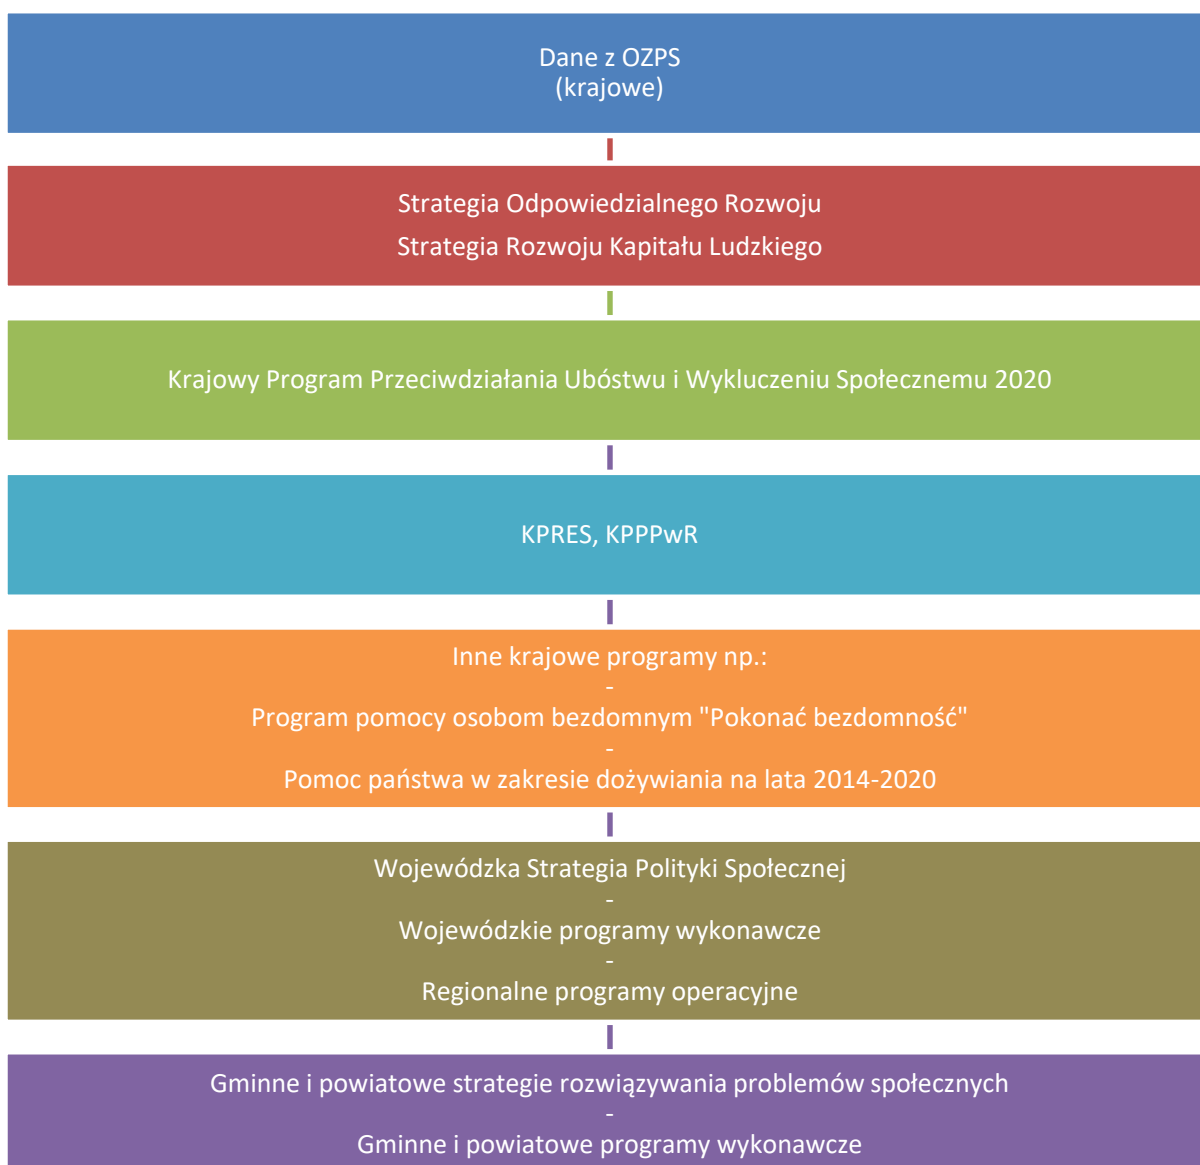 Dane z OZPS
(krajowe)
Strategia Odpowiedzialnego Rozwoju
Strategia Rozwoju Kapitału Ludzkiego
Krajowy Program Przeciwdziałania Ubóstwu i Wykluczeniu Społecznemu 2020
KPRES, KPPPwR
Inne krajowe programy np.:
-
Program pomocy osobom bezdomnym "Pokonać bezdomność"
-
Pomoc państwa w zakresie dożywiania na lata 2014-2020
Wojewódzka Strategia Polityki Społecznej
-
Wojewódzkie programy wykonawcze
-
Regionalne programy operacyjne
Gminne i powiatowe strategie rozwiązywania problemów społecznych
-
Gminne i powiatowe programy wykonawcze